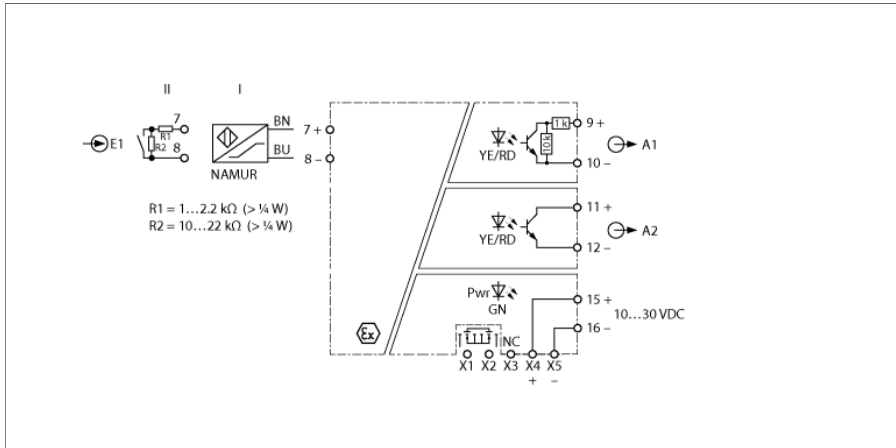 II
I
E1
7
R1
R2
8
NAMUR
BN
7 +
BU
8 –
R1 = 1…2.2 kΩ (> ¼ W)
R2 = 10…22 kΩ (> ¼ W)
YE/RD
1 k
10 k
9 +
10 –
A1
YE/RD
11 +
12 –
A2
Pwr
GN
15 +
16 –
10…30 VDC
Ex
NC
X1 X2 X3 X4 X5
+ –